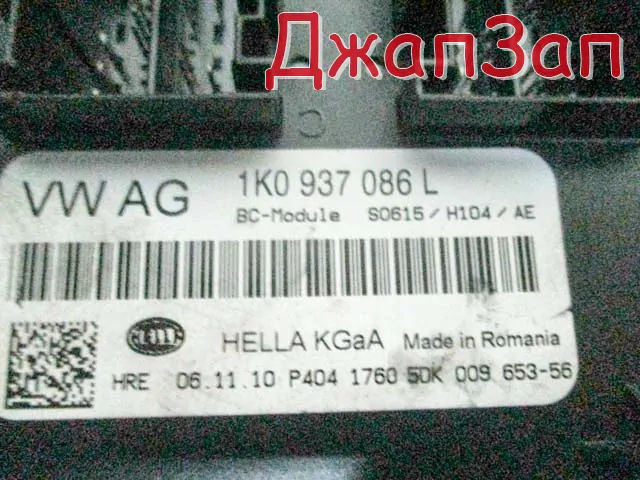 ДжапЗап
C
VW AG 1K0 937 086 L
BC-Module S0615/H104/AE
HELLA
HELLA KGaA Made in Romania
HRE 06.11.10 P404 1760 5DK 009 653-56